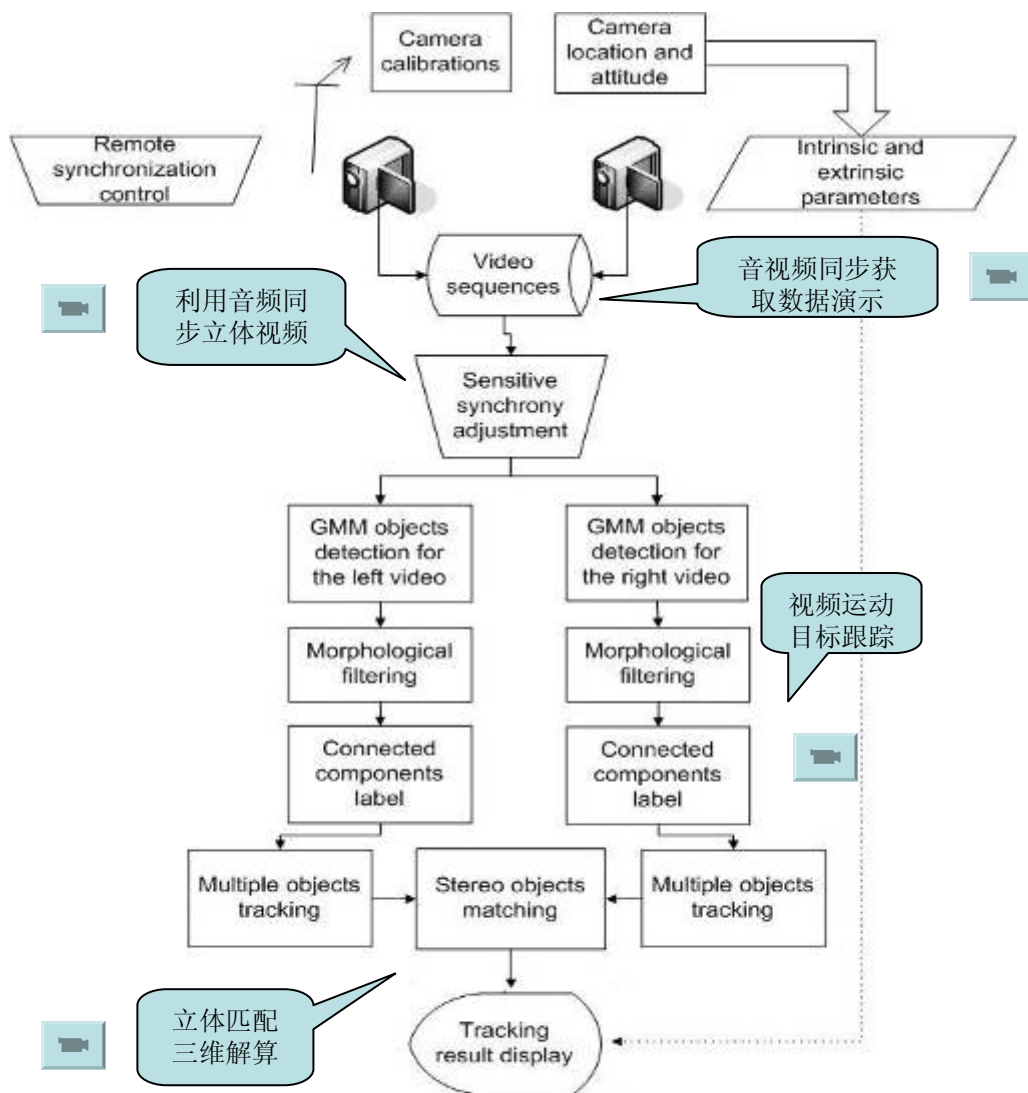 Camera
calibrations
Camera
location and
attitude
Remote
synchronization
control
Intrinsic and
extrinsic
parameters
Video
sequences
音视频同步获
取数据演示
利用音频同
步立体视频
Sensitive
synchrony
adjustment
GMM objects
detection for
the left video
GMM objects
detection for
the right video
视频运动
目标跟踪
Morphological
filtering
Morphological
filtering
Connected
components
label
Connected
components
label
Multiple objects
tracking
Stereo objects
matching
Multiple objects
tracking
立体匹配
三维解算
Tracking
result display